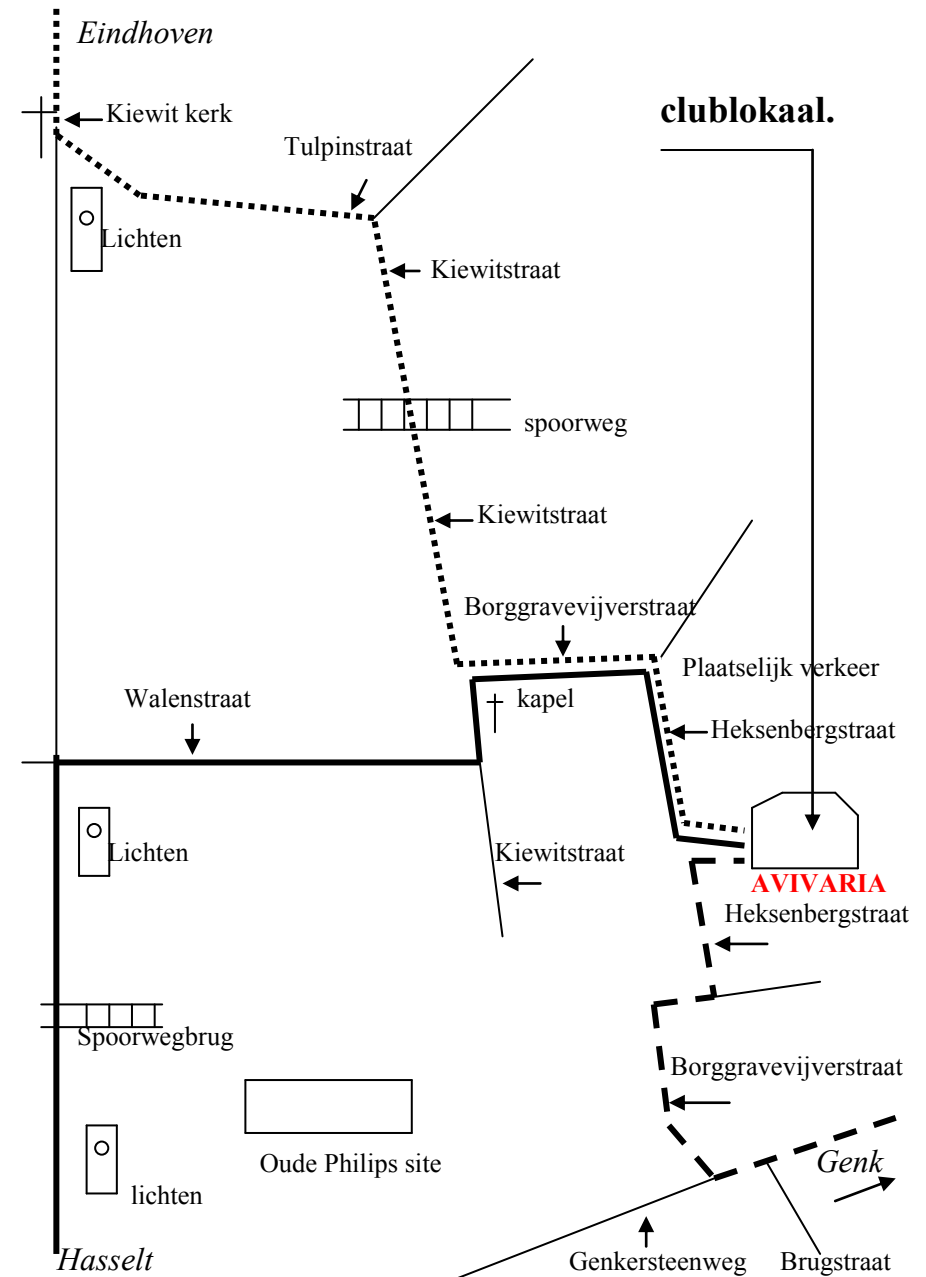 Eindhoven
clublokaal.
Kiewit kerk
Tulpinstraat
Lichten
Kiewitstraat
spoorweg
Kiewitstraat
Borggravevijverstraat
Plaatselijk verkeer
Walenstraat
kapel
Heksenbergstraat
Lichten
Kiewitstraat
AVIVARIA
Heksenbergstraat
Spoorwegbrug
Borggravevijverstraat
Oude Philips site
Genk
lichten
Hasselt
Genkersteenweg
Brugstraat